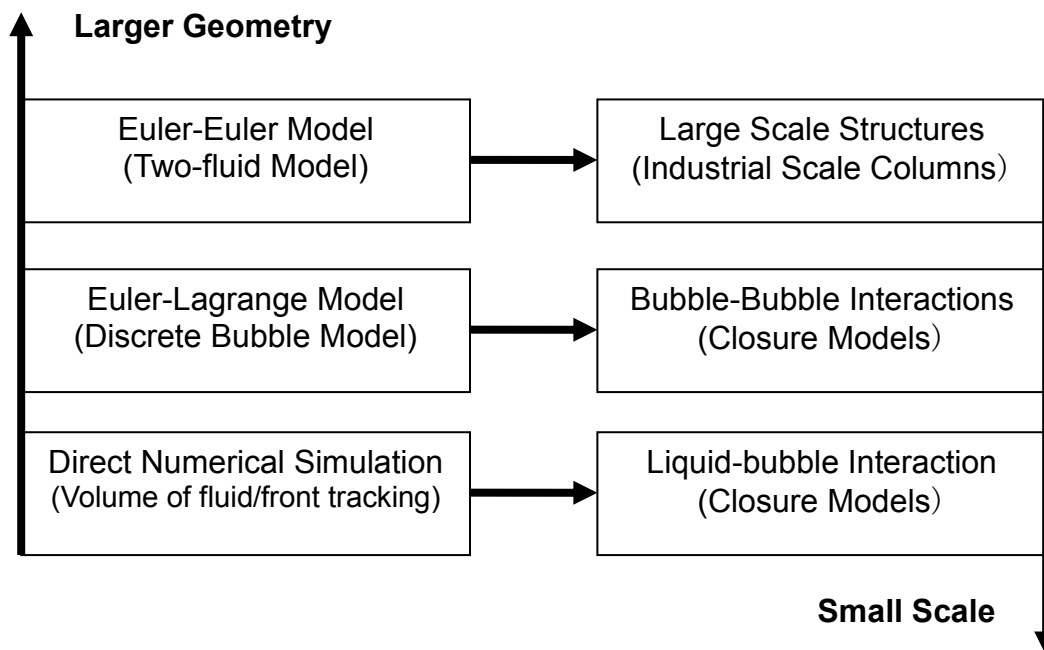 Larger Geometry
Euler-Euler Model
(Two-fluid Model)
Large Scale Structures
(Industrial Scale Columns）
Euler-Lagrange Model
(Discrete Bubble Model)
Bubble-Bubble Interactions
(Closure Models）
Direct Numerical Simulation
(Volume of fluid/front tracking)
Liquid-bubble Interaction
(Closure Models）
Small Scale